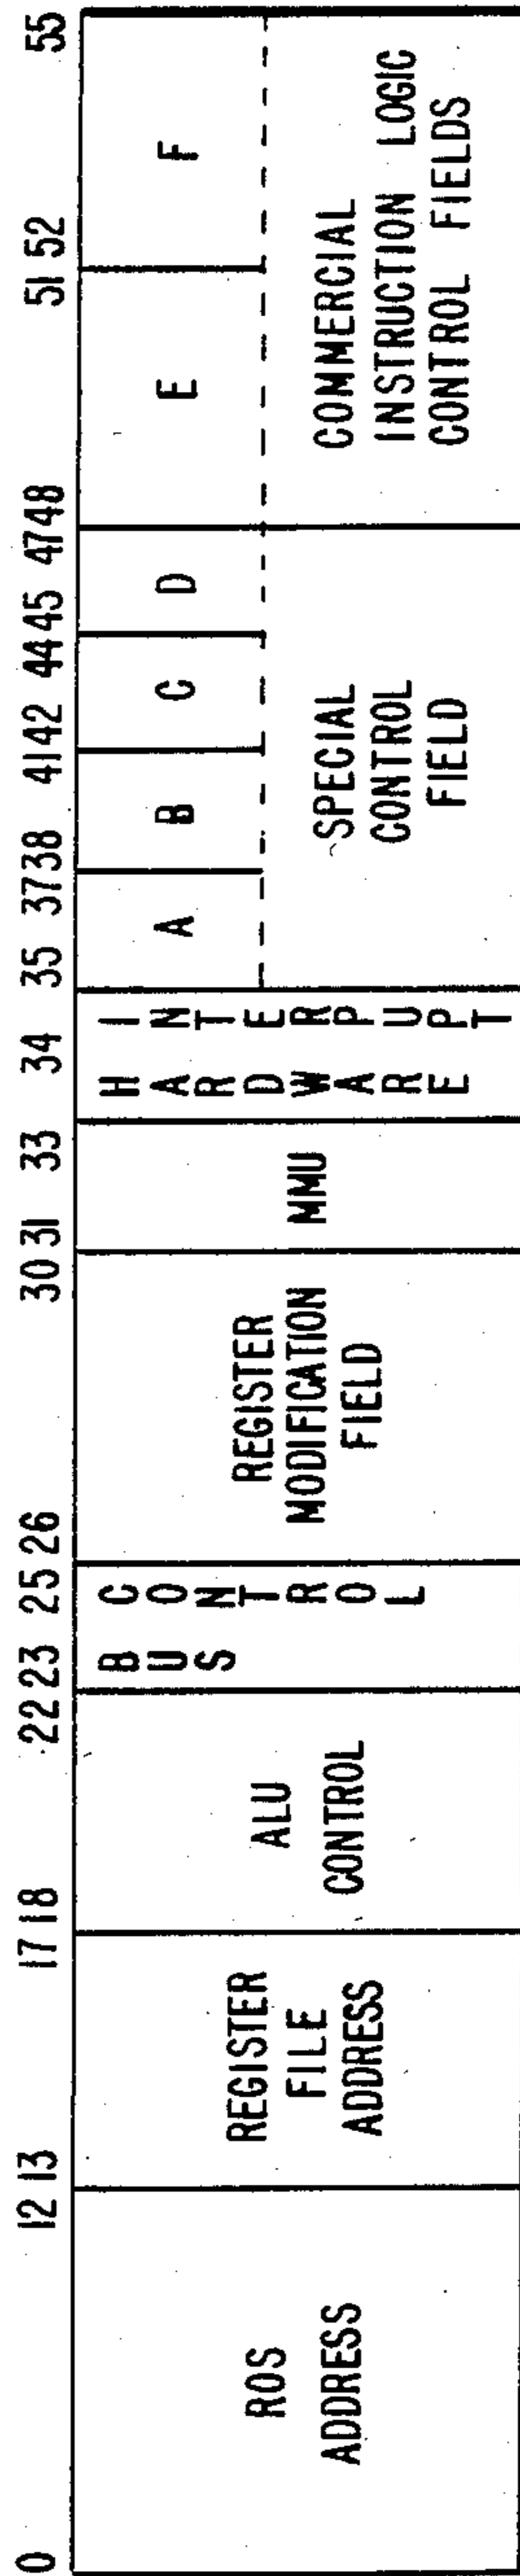 0 12 13 17 18 22 23 25 26 30 31 33 34 35 37 38 41 42 44 45 47 48 51 52 55
ROS
ADDRESS
REGISTER
FILE
ADDRESS
ALU
CONTROL
BUS
CONTROL
REGISTER
MODIFICATION
FIELD
MMU
HARDWARE
INTERPUPT
A B C D E F
SPECIAL
CONTROL
FIELD
COMMERCIAL
INSTRUCTION LOGIC
CONTROL FIELDS